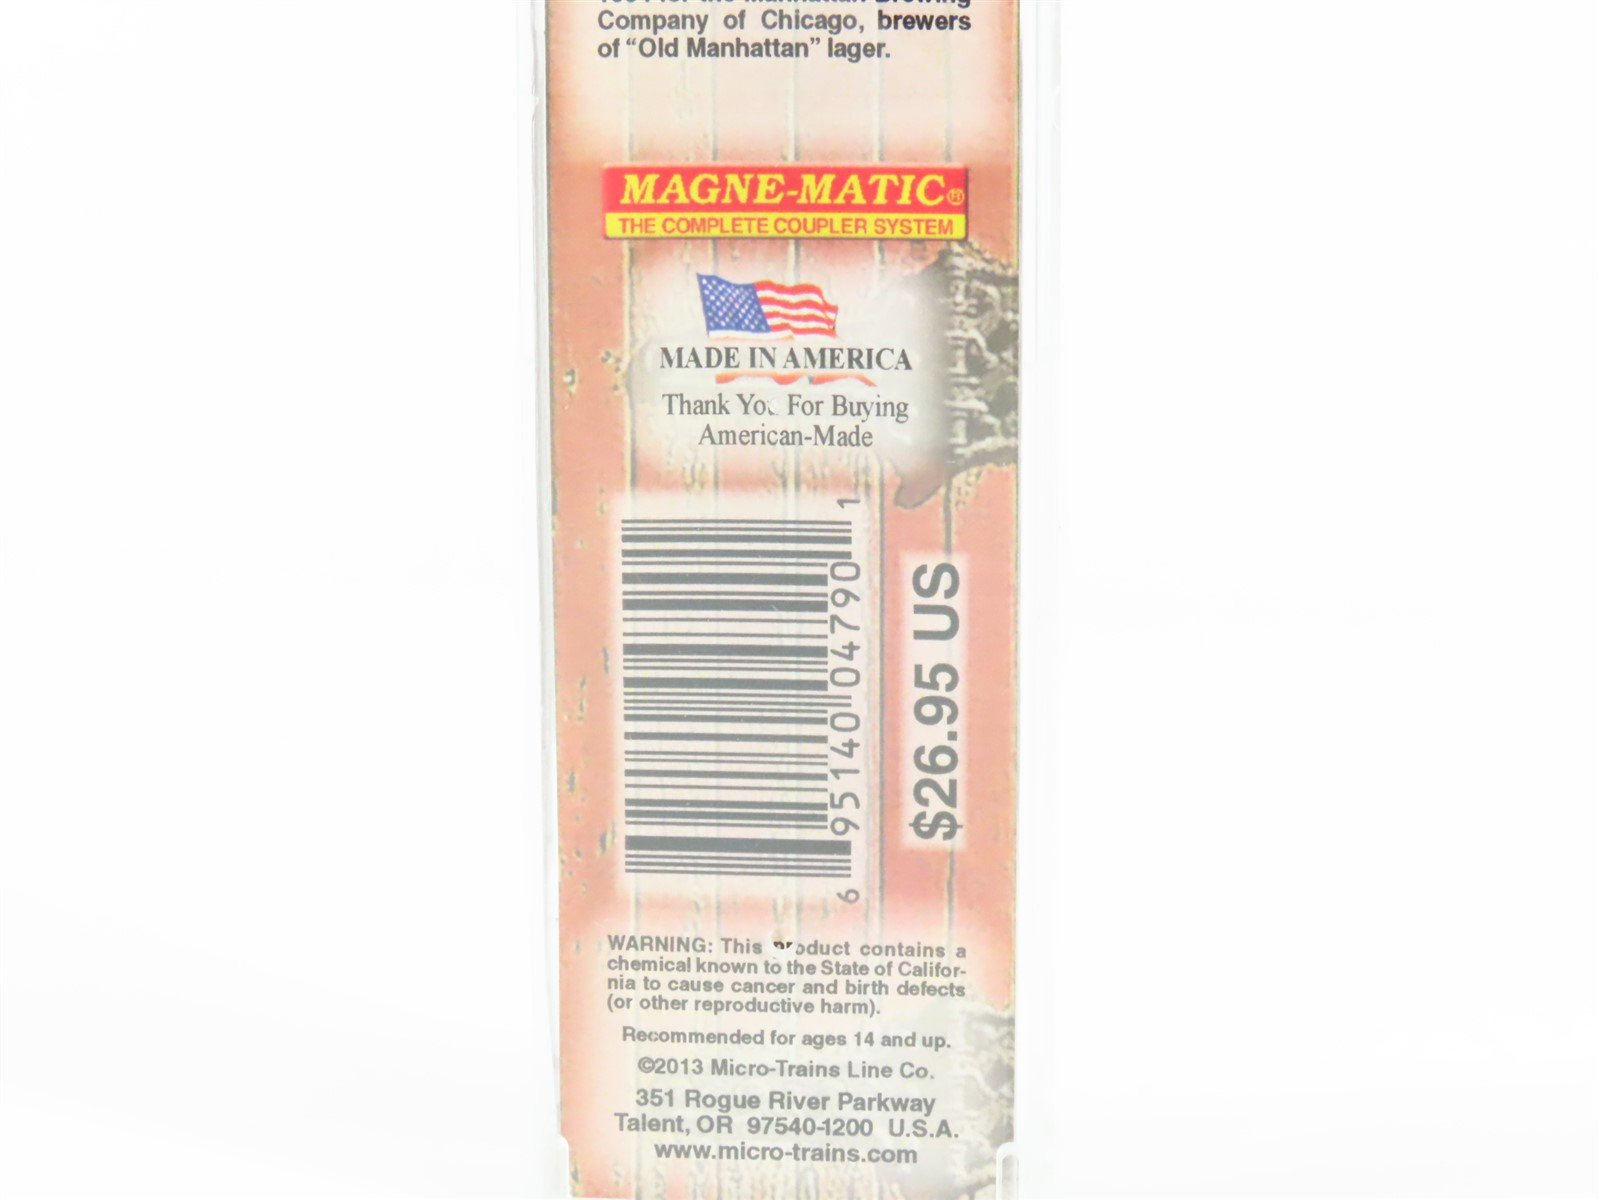 Company of Chicago, brewers
of “Old Manhattan” lager.
MAGNE-MATIC®
THE COMPLETE COUPLER SYSTEM
MADE IN AMERICA
Thank You For Buying
American-Made
6 95140 04790 1
$26.95 US
WARNING: This product contains a
chemical known to the State of Califor-
nia to cause cancer and birth defects
(or other reproductive harm).
Recommended for ages 14 and up.
©2013 Micro-Trains Line Co.
351 Rogue River Parkway
Talent, OR 97540-1200 U.S.A.
www.micro-trains.com